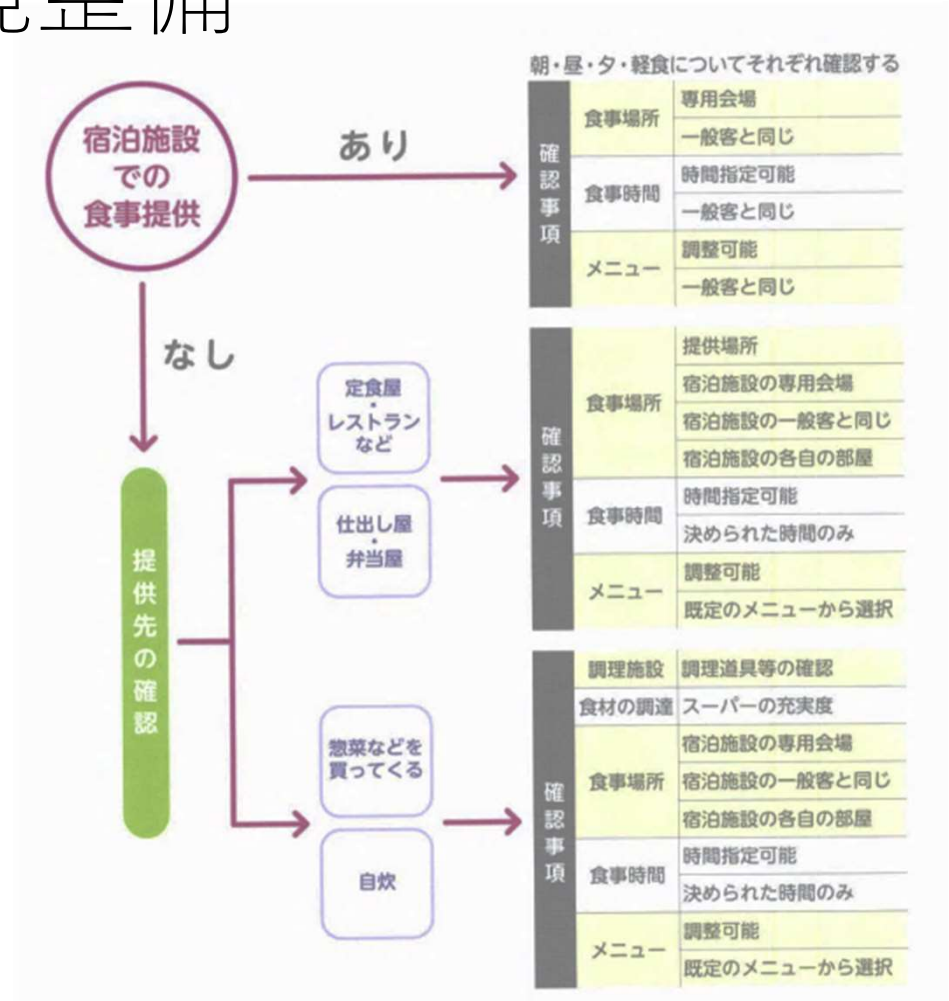 整備
朝・昼・夕・軽食についてそれぞれ確認する
宿泊施設
での
食事提供
あり
確認事項
食事場所
専用会場
一般客と同じ
食事時間
時間指定可能
一般客と同じ
メニュー
調整可能
一般客と同じ
なし
提供先の確認
定食屋
・
レストラン
など
仕出し屋
・
弁当屋
確認事項
食事場所
提供場所
宿泊施設の専用会場
宿泊施設の一般客と同じ
宿泊施設の各自の部屋
食事時間
時間指定可能
決められた時間のみ
メニュー
調整可能
既定のメニューから選択
惣菜などを
買ってくる
自炊
確認事項
調理施設
調理道具等の確認
食材の調達
スーパーの充実度
食事場所
宿泊施設の専用会場
宿泊施設の一般客と同じ
宿泊施設の各自の部屋
食事時間
時間指定可能
決められた時間のみ
メニュー
調整可能
既定のメニューから選択